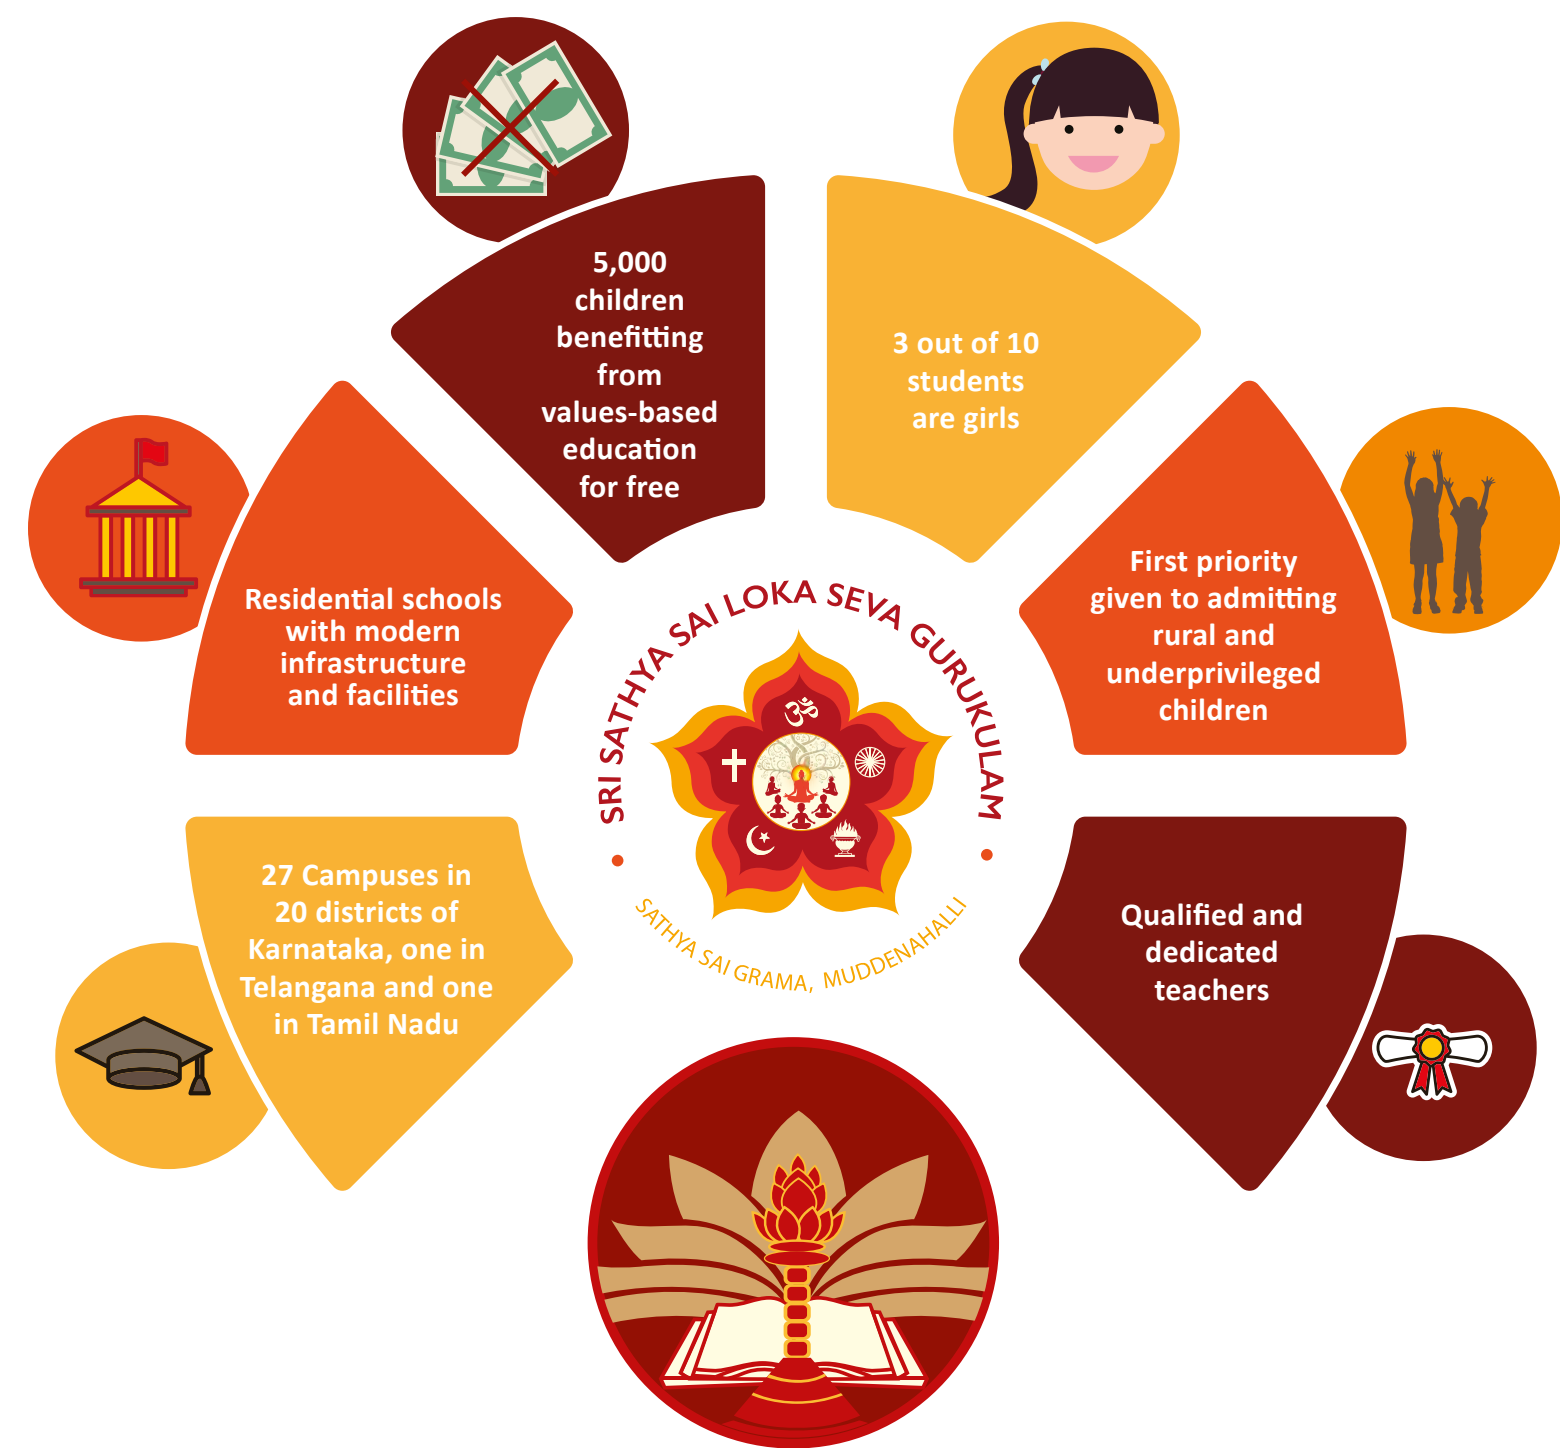 5,000
children
benefitting
from
values-based
education
for free
3 out of 10
students
are girls
Residential schools
with modern
infrastructure
and facilities
First priority
given to admitting
rural and
underprivileged
children
SRI SATHYA SAI LOKA SEVA GURUKULAM
ॐ
SATHYA SAI GRAMA, MUDDENAHALLI
27 Campuses in
20 districts of
Karnataka, one in
Telangana and one
in Tamil Nadu
Qualified and
dedicated
teachers